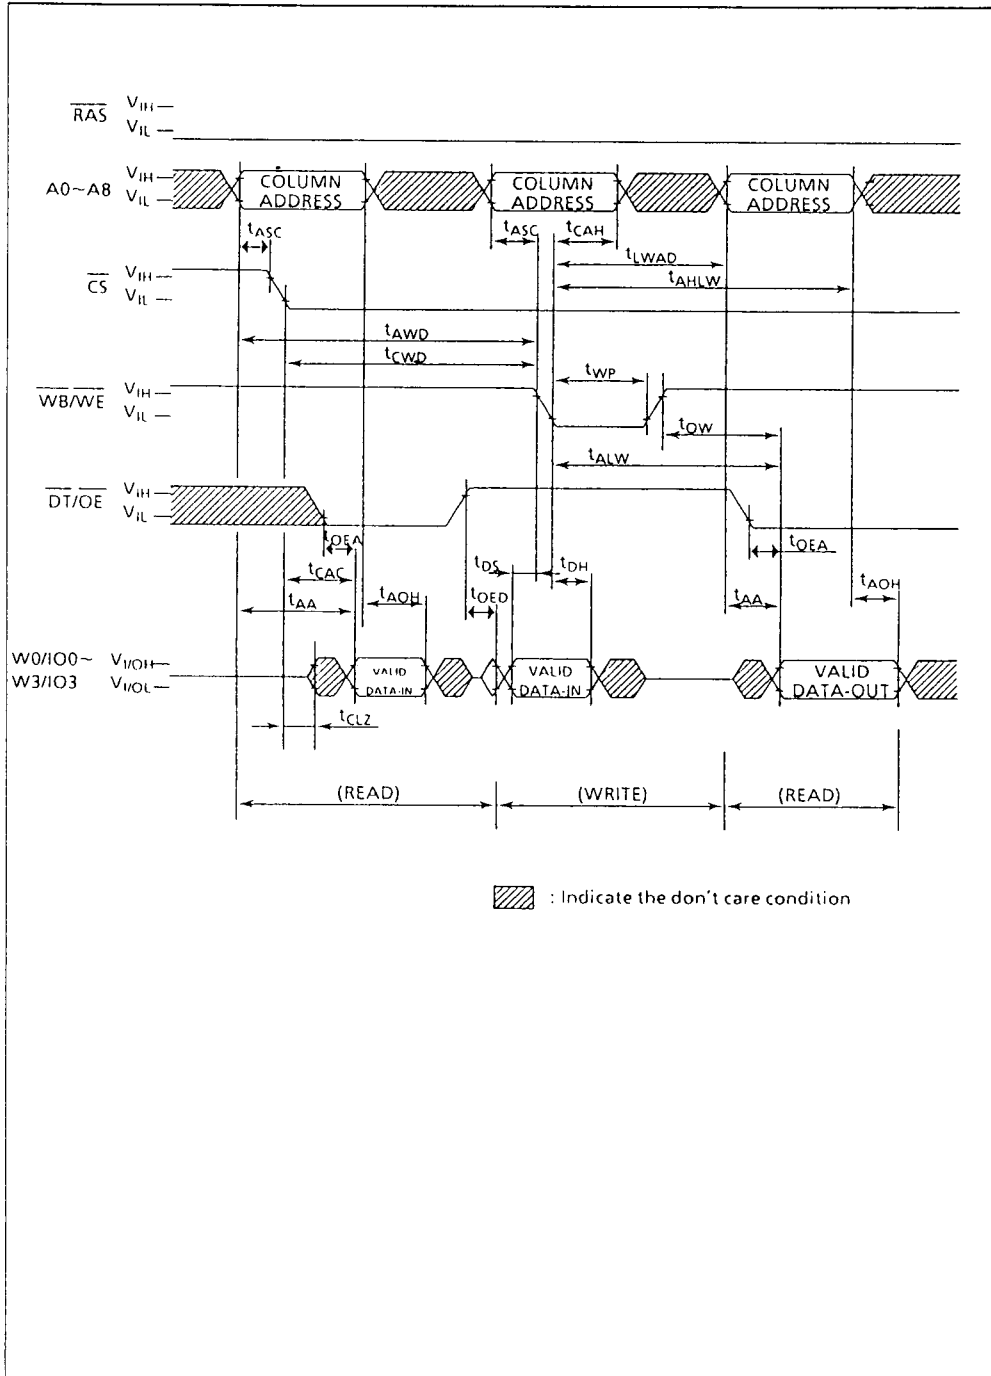 RAS VIH
VIL
A0~A8 VIH
VIL
COLUMN ADDRESS
COLUMN ADDRESS
COLUMN ADDRESS
tASC
tASC
tCAH
tLWAD
tAHLW
CS VIH
VIL
tAWD
tCWD
tWP
WB/WE VIH
VIL
tOW
tALW
DT/OE VIH
VIL
tOEA
tOEA
tCAC
tDS
tDH
tAA
tAOH
tOED
tAA
tAOH
W0/IO0~ VI/OH
W3/IO3 VI/OL
VALID DATA-IN
VALID DATA-IN
VALID DATA-OUT
tCLZ
(READ)
(WRITE)
(READ)
: Indicate the don't care condition